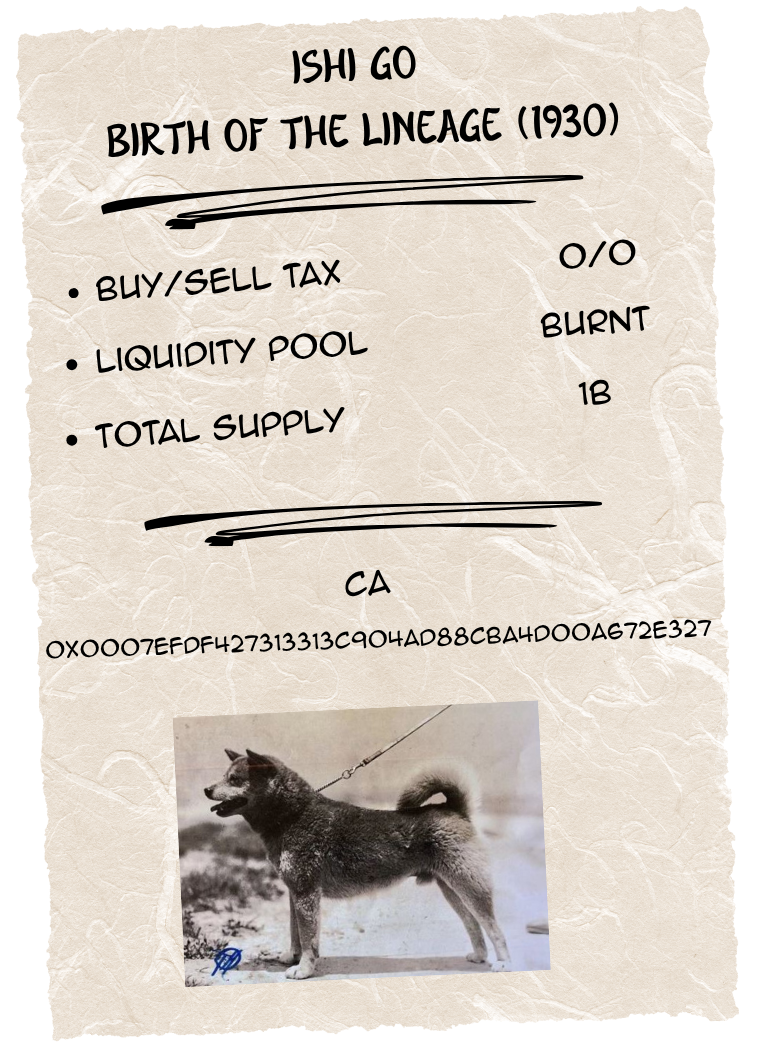 ISHI GO
BIRTH OF THE LINEAGE (1930)
• BUY/SELL TAX 0/0
• LIQUIDITY POOL BURNT
• TOTAL SUPPLY 1B
CA
0X0007EFDF427313313C904AD88CBA4D00A672E327